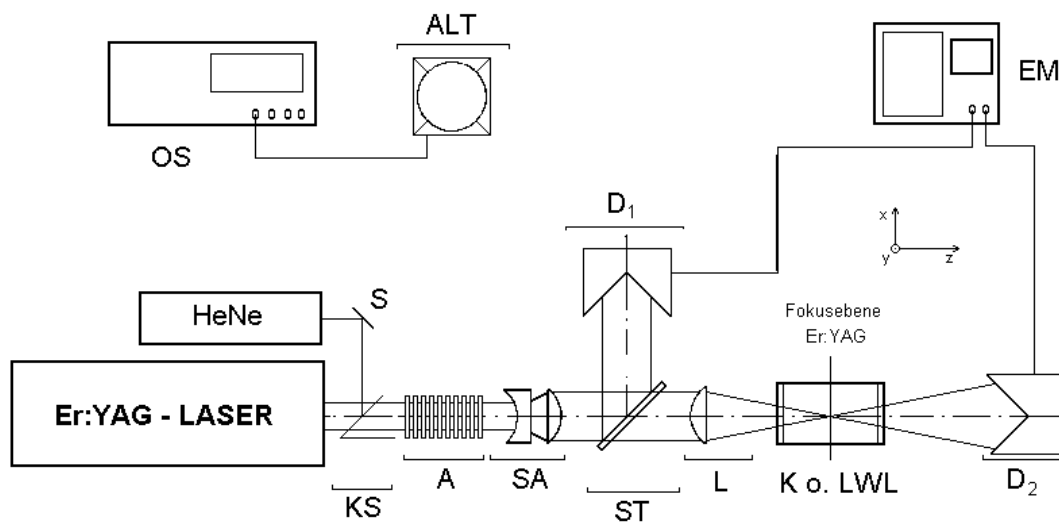 ALT
EM
OS
D₁
x
y
z
S
HeNe
Fokusebene
Er:YAG
Er:YAG - LASER
KS
A
SA
ST
L
K o. LWL
D₂